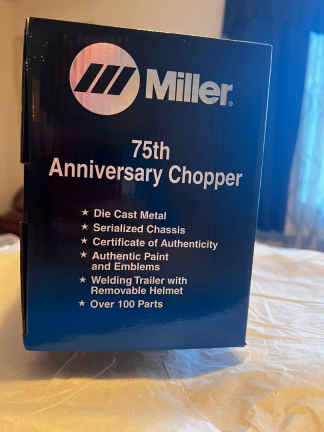 Miller®
75th
Anniversary Chopper
★ Die Cast Metal
★ Serialized Chassis
★ Certificate of Authenticity
★ Authentic Paint
and Emblems
★ Welding Trailer with
Removable Helmet
★ Over 100 Parts